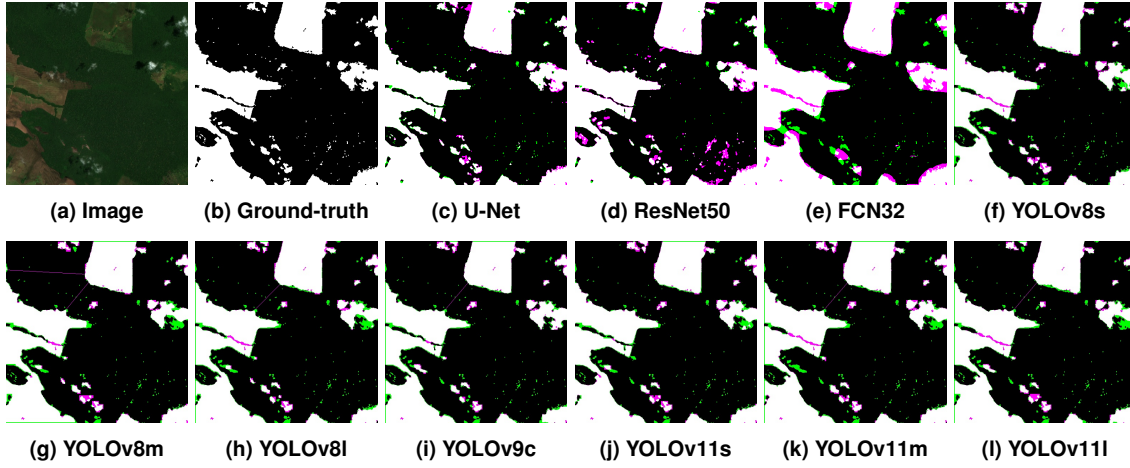 (a) Image (b) Ground-truth (c) U-Net (d) ResNet50 (e) FCN32 (f) YOLOv8s
(g) YOLOv8m (h) YOLOv8l (i) YOLOv9c (j) YOLOv11s (k) YOLOv11m (l) YOLOv11l